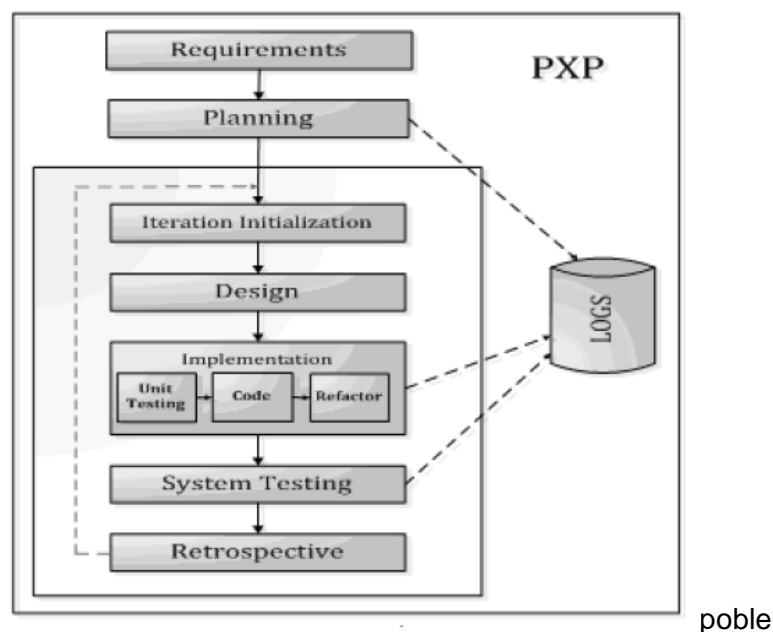 Requirements
PXP
Planning
Iteration Initialization
Design
Implementation
Unit
Testing
Code
Refactor
LOGS
System Testing
Retrospective
poble